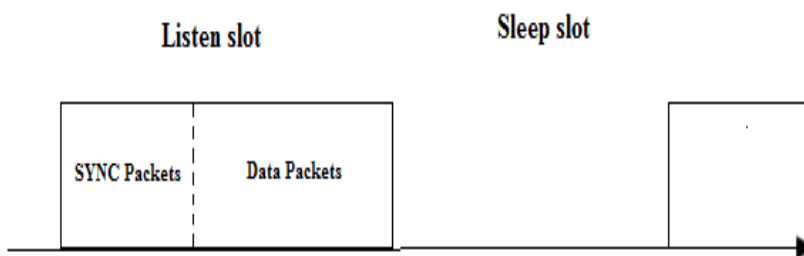 Listen slot
Sleep slot
SYNC Packets
Data Packets